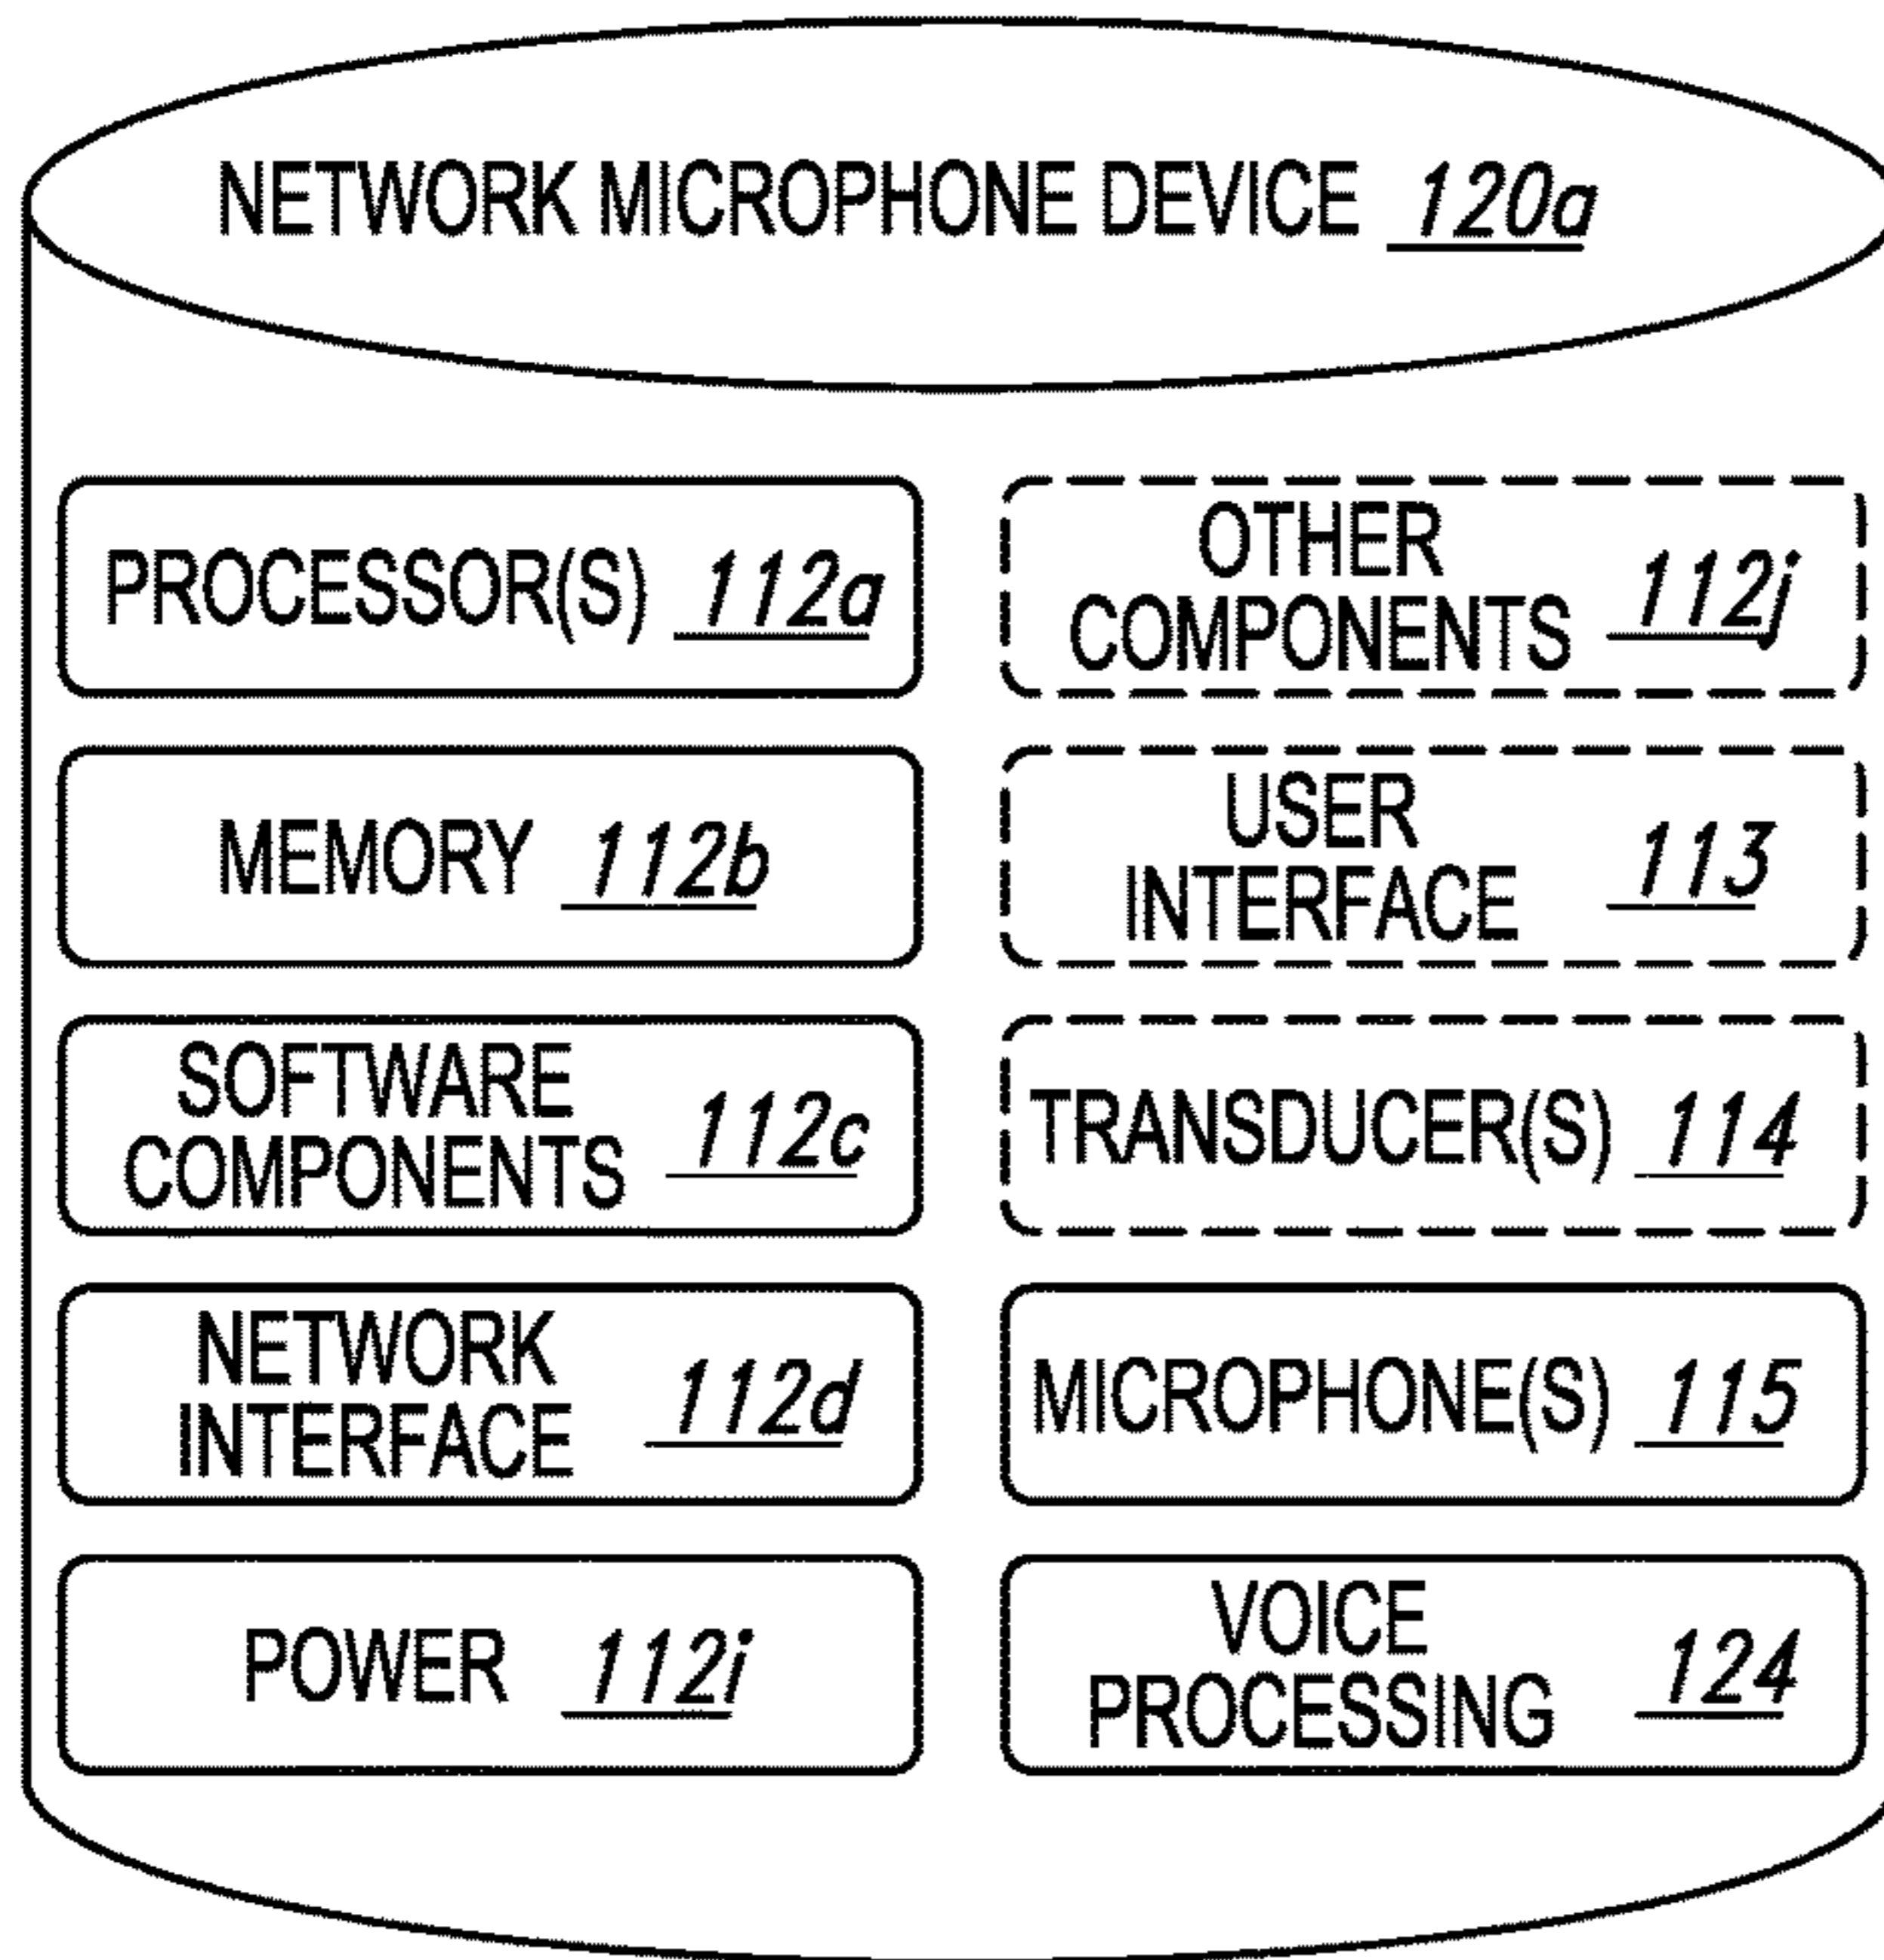 NETWORK MICROPHONE DEVICE 120a
PROCESSOR(S) 112a
MEMORY 112b
SOFTWARE
COMPONENTS 112c
NETWORK
INTERFACE 112d
POWER 112i
OTHER
COMPONENTS 112j
USER
INTERFACE 113
TRANSDUCER(S) 114
MICROPHONE(S) 115
VOICE
PROCESSING 124